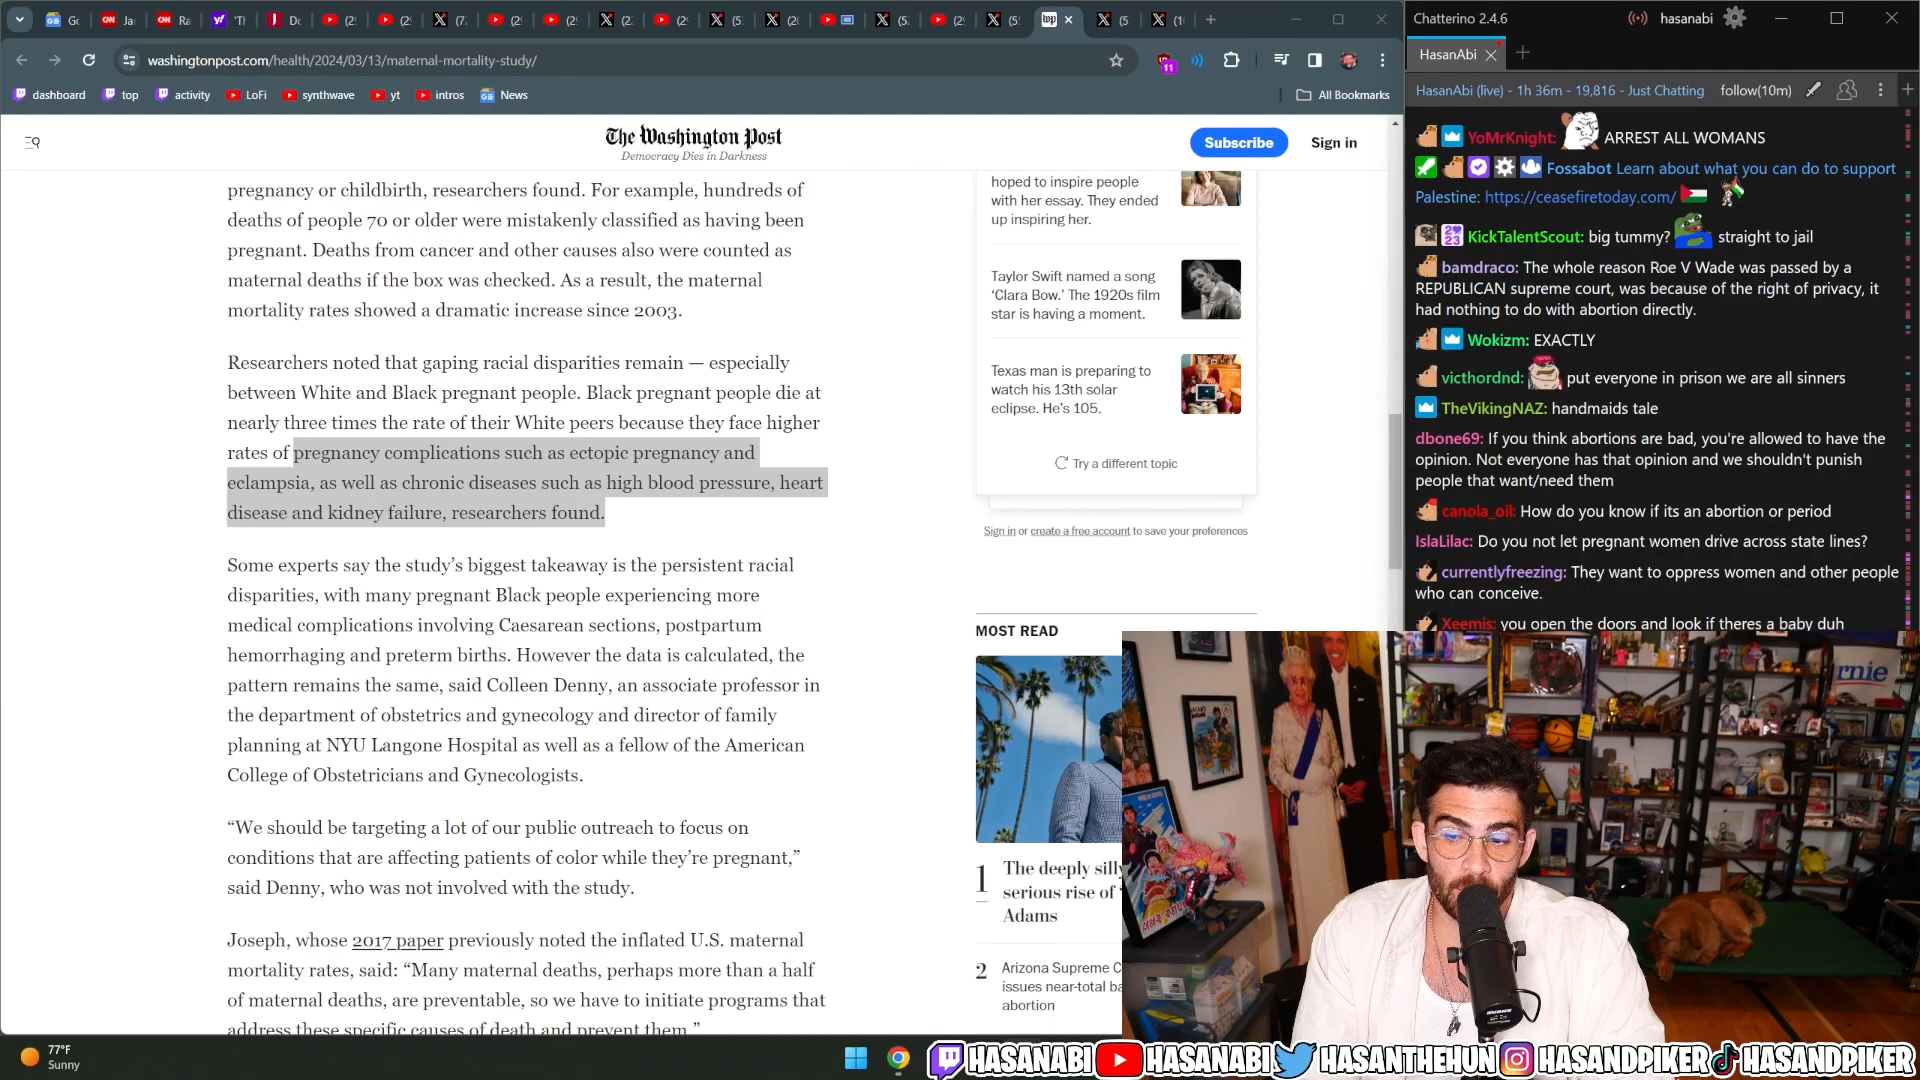 Go
Ja
Ra
'Tl
Do
washingtonpost.com/health/2024/03/13/maternal-mortality-study/
11
dashboard
top
activity
LoFi
synthwave
yt
intros
News
All Bookmarks
The Washington Post
Democracy Dies in Darkness
Subscribe
Sign in
pregnancy or childbirth, researchers found. For example, hundreds of
deaths of people 70 or older were mistakenly classified as having been
pregnant. Deaths from cancer and other causes also were counted as
maternal deaths if the box was checked. As a result, the maternal
mortality rates showed a dramatic increase since 2003.
Researchers noted that gaping racial disparities remain — especially
between White and Black pregnant people. Black pregnant people die at
nearly three times the rate of their White peers because they face higher
rates of pregnancy complications such as ectopic pregnancy and
eclampsia, as well as chronic diseases such as high blood pressure, heart
disease and kidney failure, researchers found.
Some experts say the study's biggest takeaway is the persistent racial
disparities, with many pregnant Black people experiencing more
medical complications involving Caesarean sections, postpartum
hemorrhaging and preterm births. However the data is calculated, the
pattern remains the same, said Colleen Denny, an associate professor in
the department of obstetrics and gynecology and director of family
planning at NYU Langone Hospital as well as a fellow of the American
College of Obstetricians and Gynecologists.
“We should be targeting a lot of our public outreach to focus on
conditions that are affecting patients of color while they're pregnant,”
said Denny, who was not involved with the study.
Joseph, whose 2017 paper previously noted the inflated U.S. maternal
mortality rates, said: “Many maternal deaths, perhaps more than a half
of maternal deaths, are preventable, so we have to initiate programs that
address these specific causes of death and prevent them.”
hoped to inspire people
with her essay. They ended
up inspiring her.
Taylor Swift named a song
‘Clara Bow.’ The 1920s film
star is having a moment.
Texas man is preparing to
watch his 13th solar
eclipse. He's 105.
Try a different topic
Sign in or create a free account to save your preferences
MOST READ
1
The deeply silly
serious rise of
Adams
2
Arizona Supreme C
issues near-total ba
abortion
Chatterino 2.4.6
hasanabi
HasanAbi
HasanAbi (live) - 1h 36m - 19,816 - Just Chatting
follow(10m)
YoMrKnight: ARREST ALL WOMANS
Fossabot Learn about what you can do to support
Palestine: https://ceasefiretoday.com/
KickTalentScout: big tummy? straight to jail
bamdraco: The whole reason Roe V Wade was passed by a
REPUBLICAN supreme court, was because of the right of privacy, it
had nothing to do with abortion directly.
Wokizm: EXACTLY
victhordnd: put everyone in prison we are all sinners
TheVikingNAZ: handmaids tale
dbone69: If you think abortions are bad, you're allowed to have the
opinion. Not everyone has that opinion and we shouldn't punish
people that want/need them
canola_oil: How do you know if its an abortion or period
IslaLilac: Do you not let pregnant women drive across state lines?
currentlyfreezing: They want to oppress women and other people
who can conceive.
Xeemis: you open the doors and look if theres a baby duh
rnie
77°F
Sunny
HASANABI
HASANABI
HASANTHEHUN
HASANDPIKER
HASANDPIKER